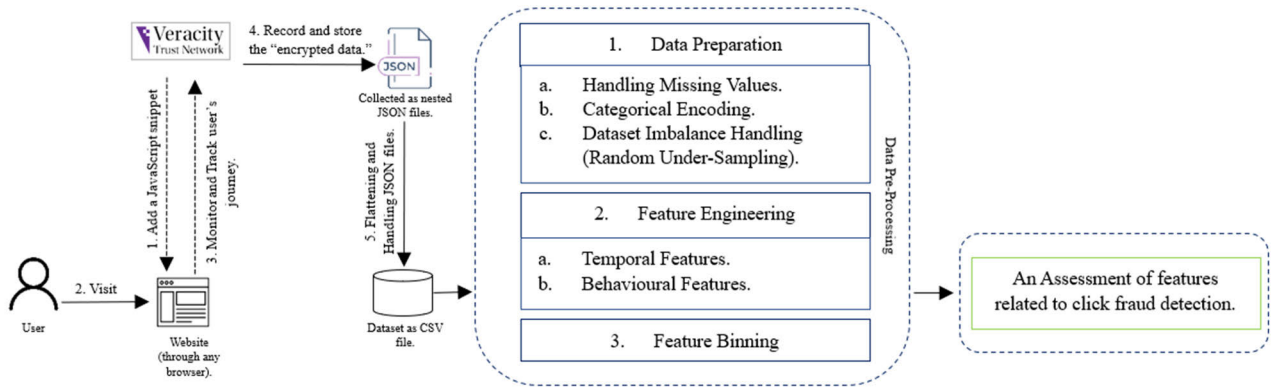 Veracity
Trust Network
4. Record and store
the “encrypted data.”
JSON
Collected as nested
JSON files.
1. Add a JavaScript snippet
3. Monitor and Track user`s
journey.
5. Flattening and
Handling JSON files.
2. Visit
User
Website
(through any
browser).
Dataset as CSV
file.
1. Data Preparation
a. Handling Missing Values.
b. Categorical Encoding.
c. Dataset Imbalance Handling
(Random Under-Sampling).
2. Feature Engineering
a. Temporal Features.
b. Behavioural Features.
3. Feature Binning
Data Pre-Processing
An Assessment of features
related to click fraud detection.